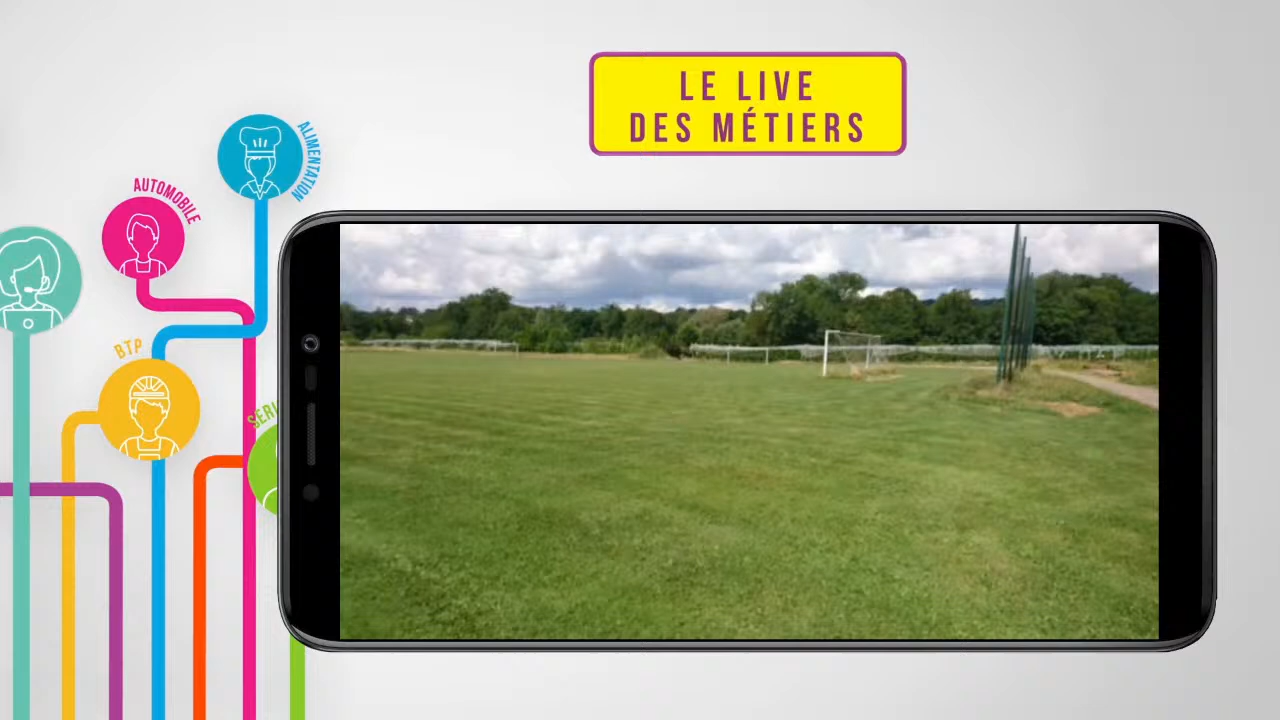 LE LIVE
DES MÉTIERS
ALIMENTATION
AUTOMOBILE
BTP